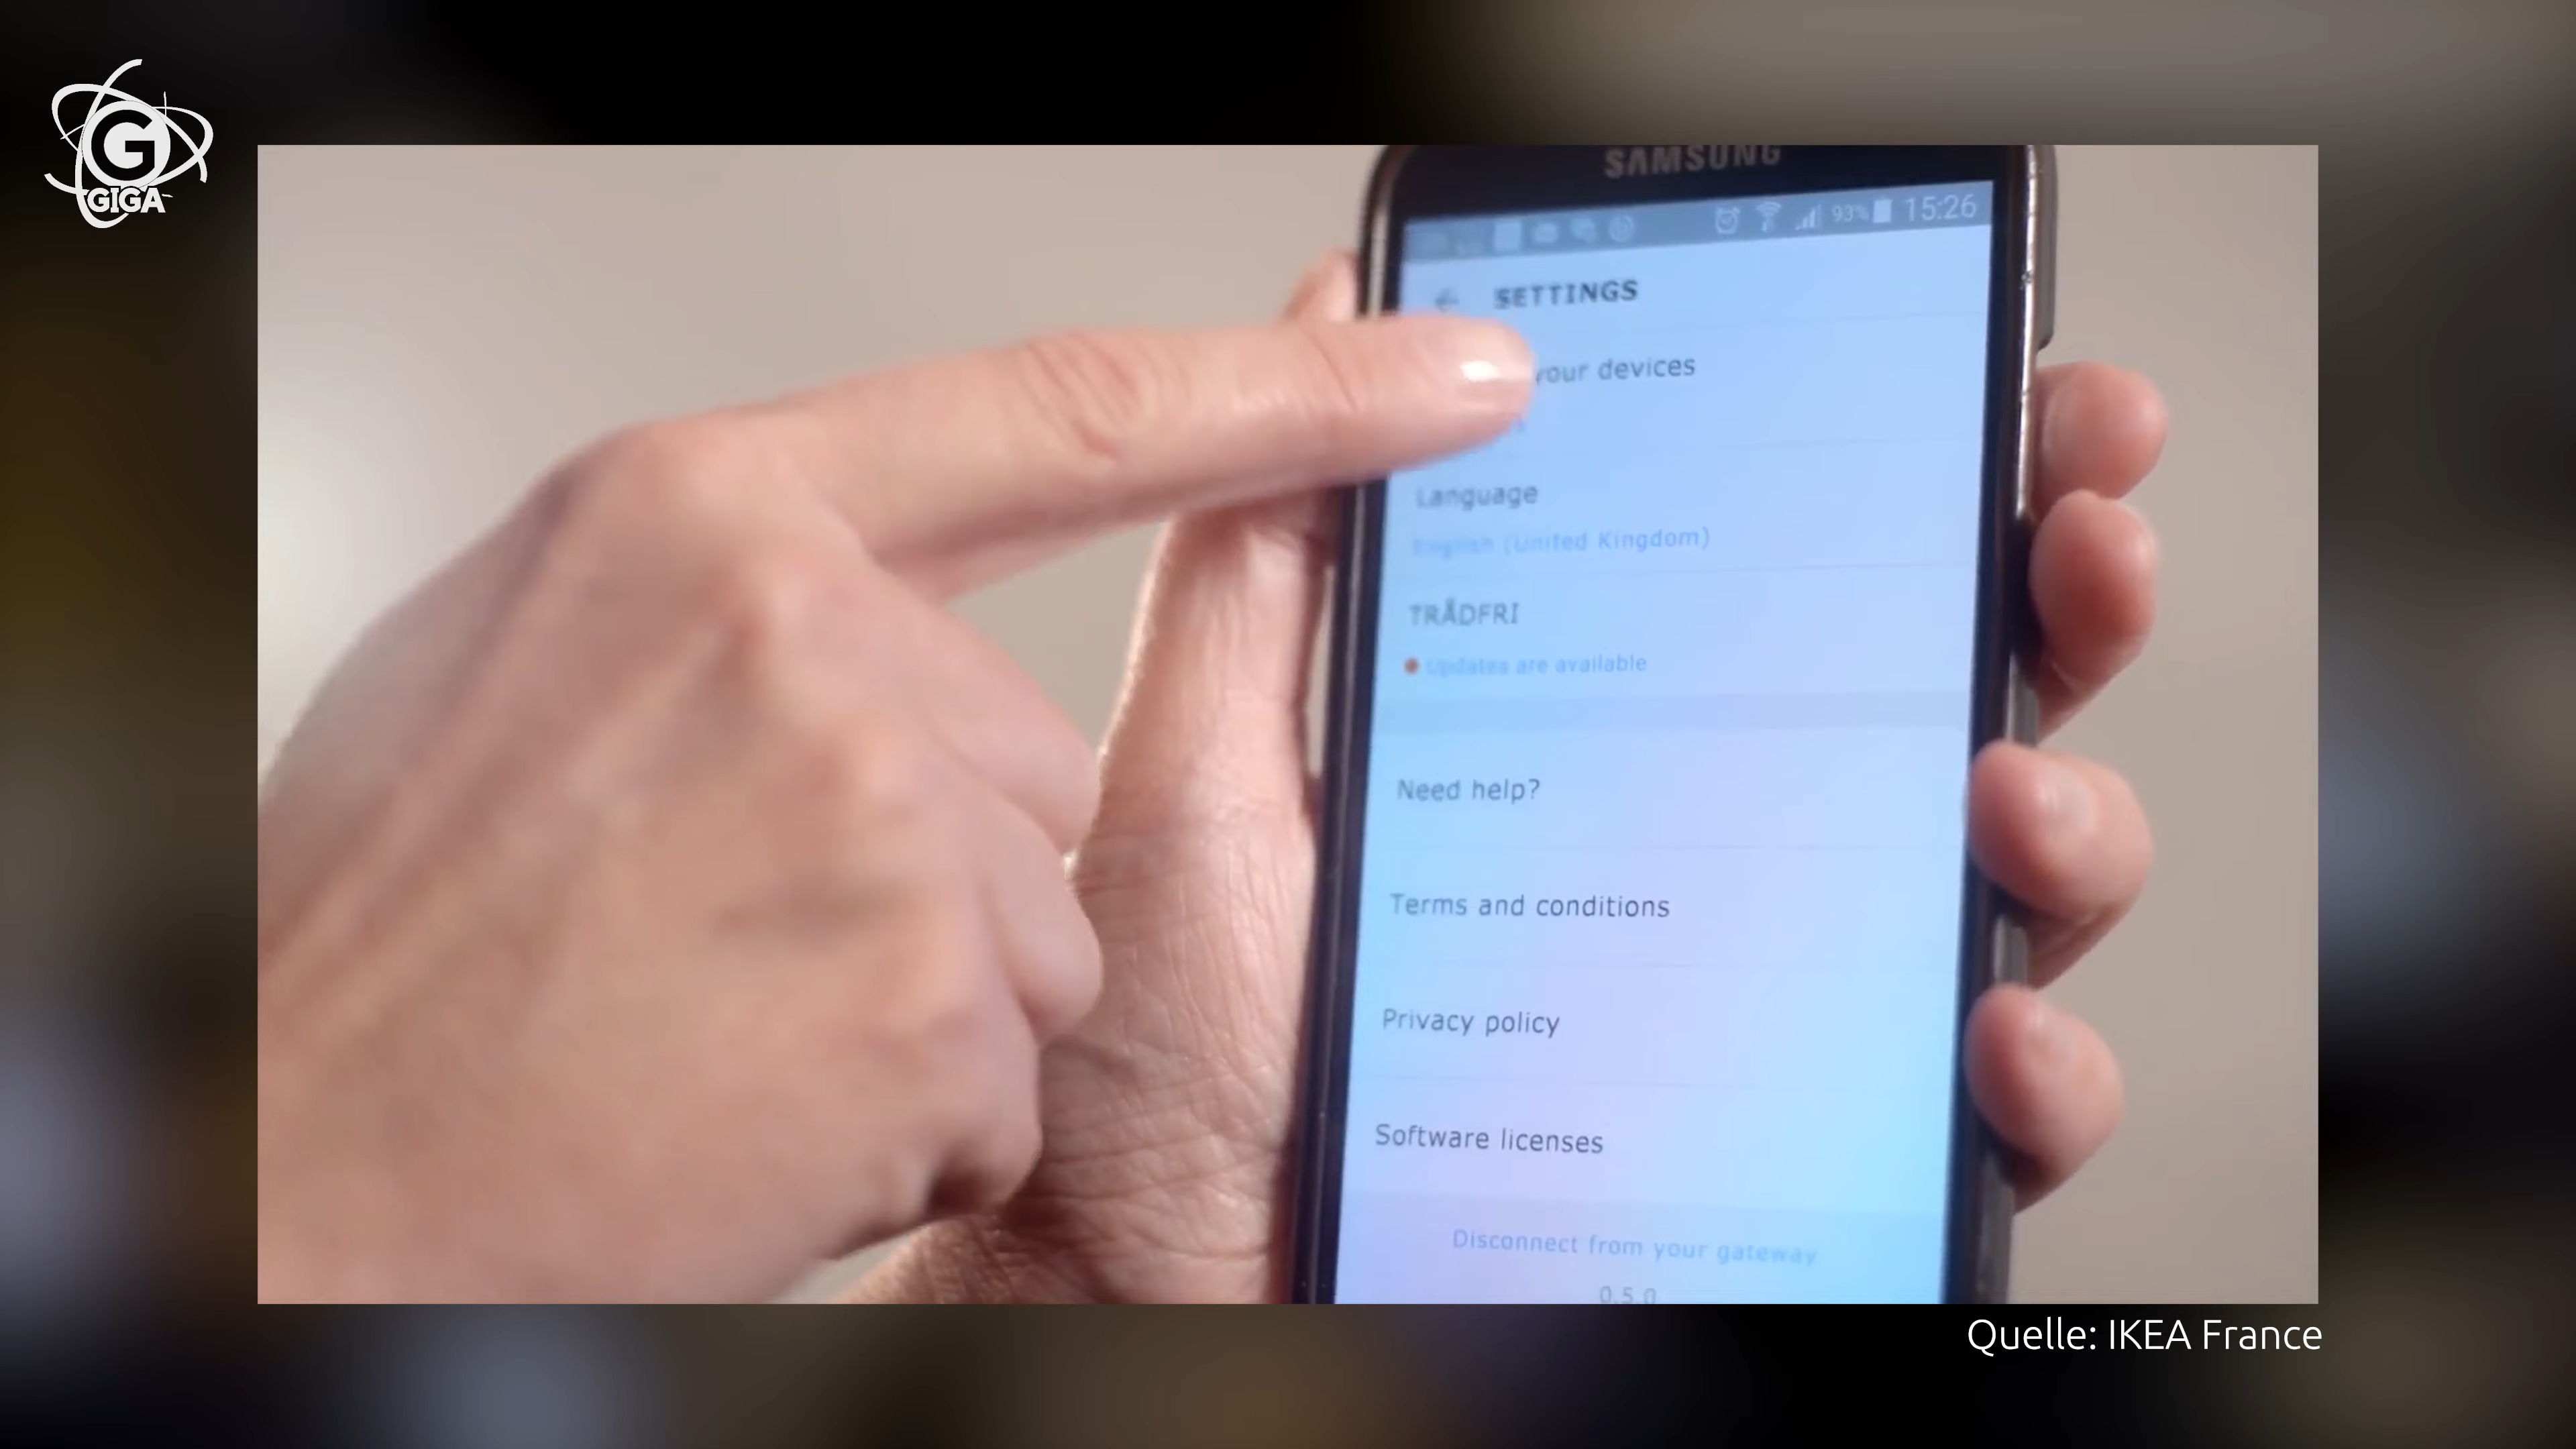 G
GIGA
SAMSUNG
93% 15:26
SETTINGS
your devices
Language
English (United Kingdom)
TRÅDFRI
Updates are available
Need help?
Terms and conditions
Privacy policy
Software licenses
Disconnect from your gateway
0.5.0
Quelle: IKEA France